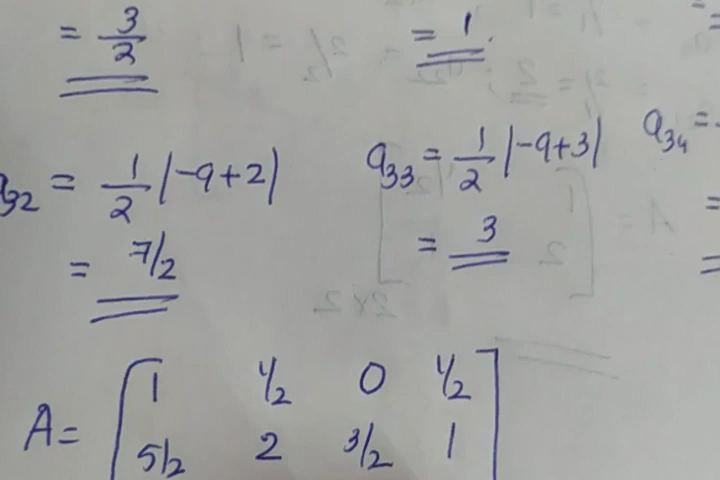 = 3/2 = 1.
a32 = 1/2 |-9+2| a33 = 1/2 |-9+3| a34 =
= 7/2 = 3 =
A = [ 1 1/2 0 1/2 ]
5/2 2 3/2 1